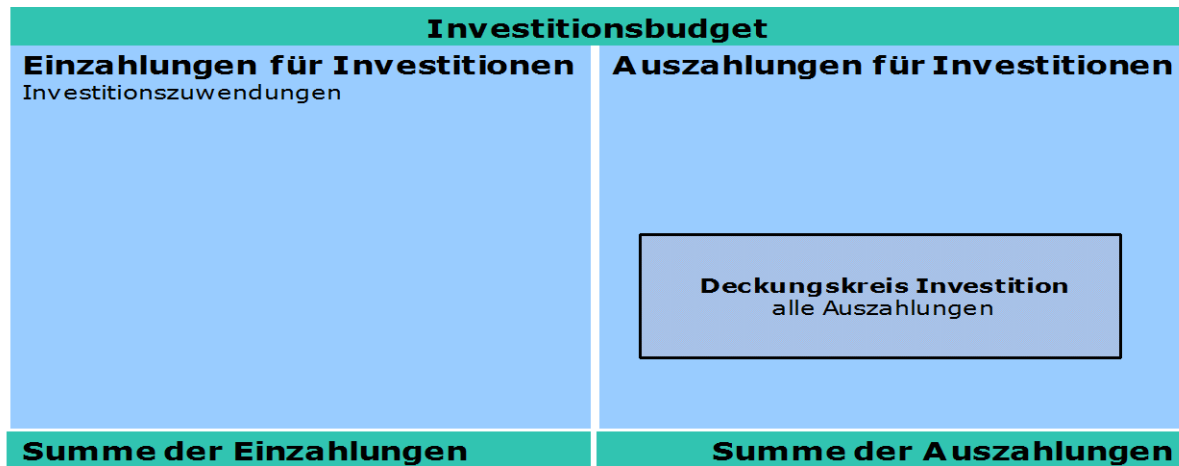 Investitionsbudget
Einzahlungen für Investitionen
Investitionszuwendungen
Auszahlungen für Investitionen
Deckungskreis Investition
alle Auszahlungen
Summe der Einzahlungen
Summe der Auszahlungen